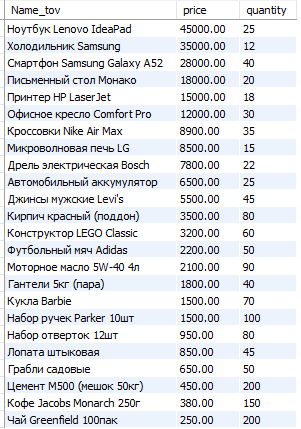 Name_tov price quantity
Ноутбук Lenovo IdeaPad 45000.00 25
Холодильник Samsung 35000.00 12
Смартфон Samsung Galaxy A52 28000.00 40
Письменный стол Монако 18000.00 20
Принтер HP LaserJet 15000.00 18
Офисное кресло Comfort Pro 12000.00 30
Кроссовки Nike Air Max 8900.00 35
Микроволновая печь LG 8500.00 15
Дрель электрическая Bosch 7800.00 22
Автомобильный аккумулятор 6500.00 25
Джинсы мужские Levi's 5500.00 45
Кирпич красный (поддон) 3500.00 80
Конструктор LEGO Classic 3200.00 60
Футбольный мяч Adidas 2200.00 50
Моторное масло 5W-40 4л 2100.00 90
Гантели 5кг (пара) 1800.00 40
Кукла Barbie 1500.00 70
Набор ручек Parker 10шт 1500.00 100
Набор отверток 12шт 950.00 80
Лопата штыковая 850.00 45
Грабли садовые 650.00 50
Цемент М500 (мешок 50кг) 450.00 200
Кофе Jacobs Monarch 250г 380.00 150
Чай Greenfield 100пак 250.00 200